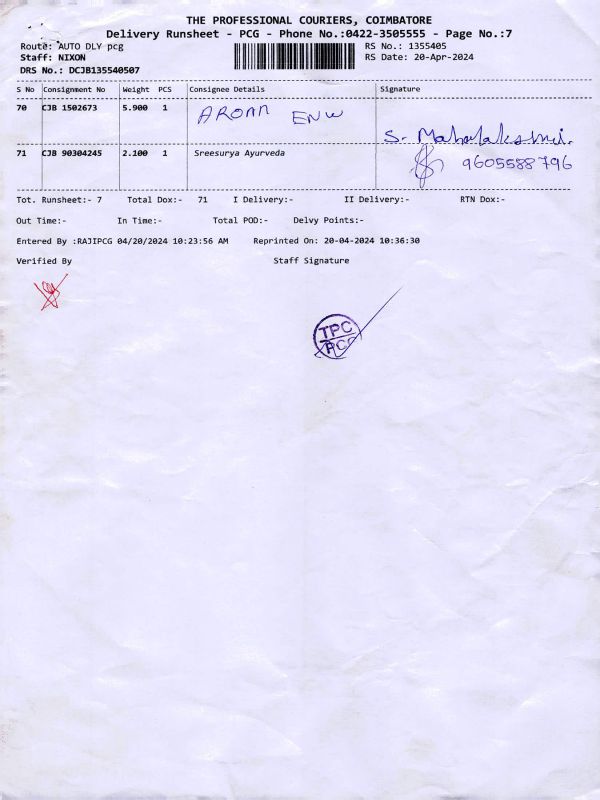 THE PROFESSIONAL COURIERS, COIMBATORE
Delivery Runsheet - PCG - Phone No.:0422-3505555 - Page No.:7
Route: AUTO DLY pcg RS No.: 1355405
Staff: NIXON RS Date: 20-Apr-2024
DRS No.: DCJB135540507
S No Consignment No Weight PCS Consignee Details Signature
70 CJB 1502673 5.900 1 AROMA ENW
S. Mahalakshmi.
71 CJB 90304245 2.100 1 Sreesurya Ayurveda 9605588796
Tot. Runsheet:- 7 Total Dox:- 71 I Delivery:- II Delivery:- RTN Dox:-
Out Time:- In Time:- Total POD:- Delvy Points:-
Entered By :RAJIPCG 04/20/2024 10:23:56 AM Reprinted On: 20-04-2024 10:36:30
Verified By Staff Signature
TPC
PCG